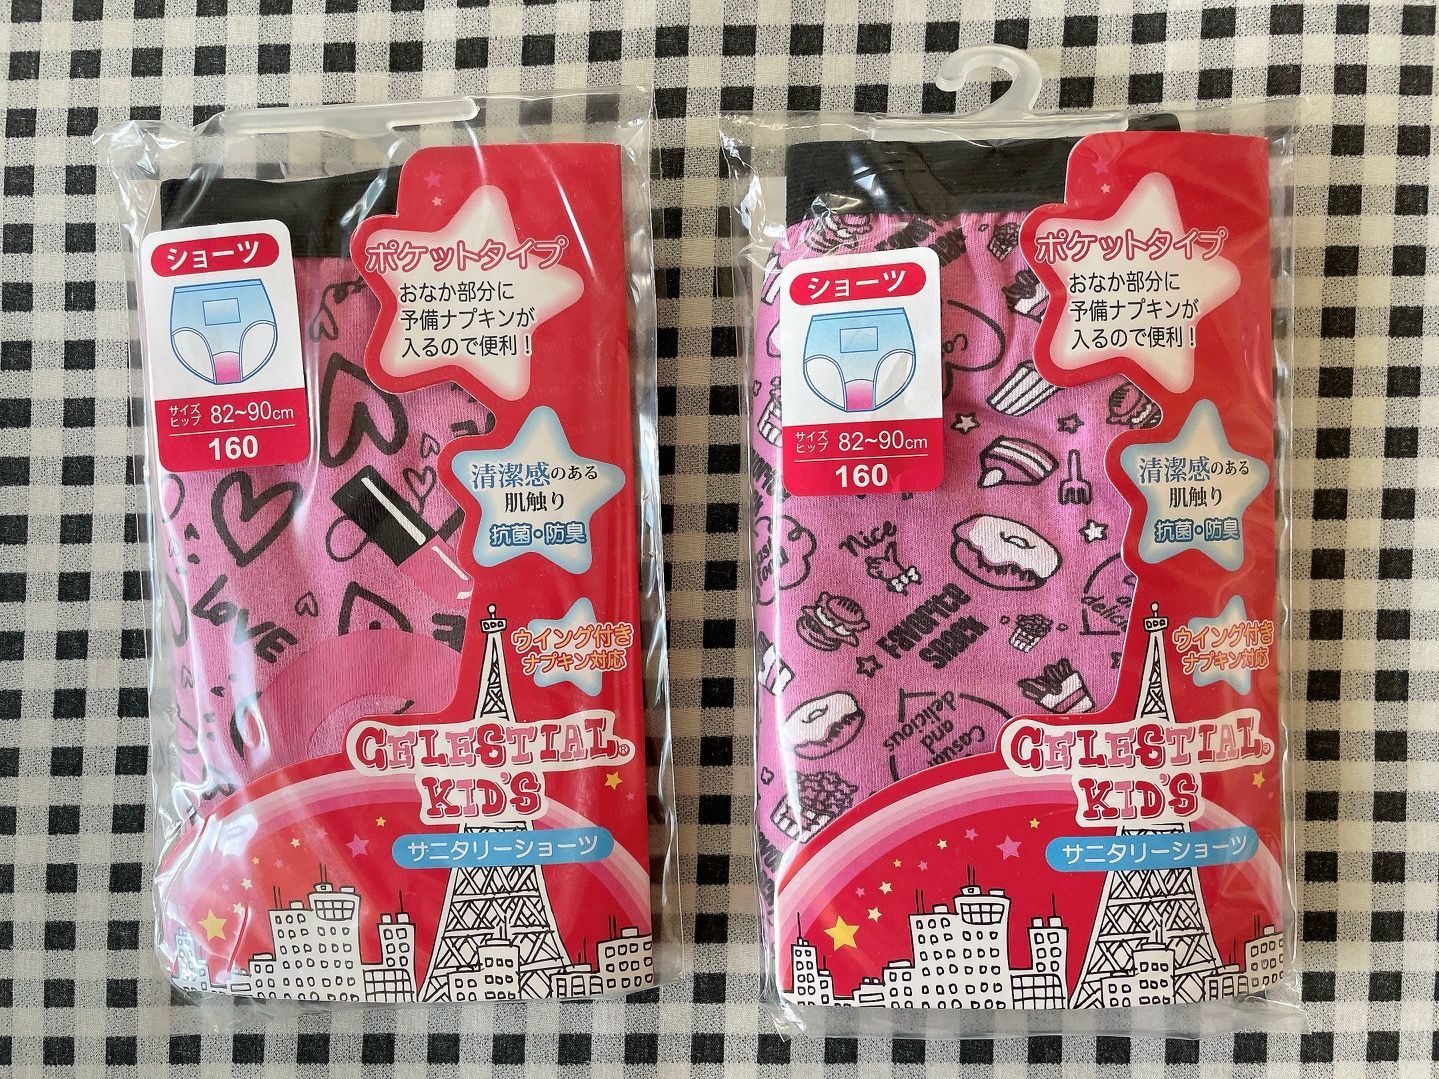 ショーツ
サイズ
ヒップ 82~90cm
160
ポケットタイプ
おなか部分に
予備ナプキンが
入るので便利!
清潔感のある
肌触り
抗菌・防臭
ウイング付き
ナプキン対応
LOVE
CELESTIAL®
KID'S
サニタリーショーツ
ショーツ
サイズ
ヒップ 82~90cm
160
ポケットタイプ
おなか部分に
予備ナプキンが
入るので便利!
清潔感のある
肌触り
抗菌・防臭
ウイング付き
ナプキン対応
Nice
Favorite
snack
Casual
and
delicious
CELESTIAL®
KID'S
サニタリーショーツ